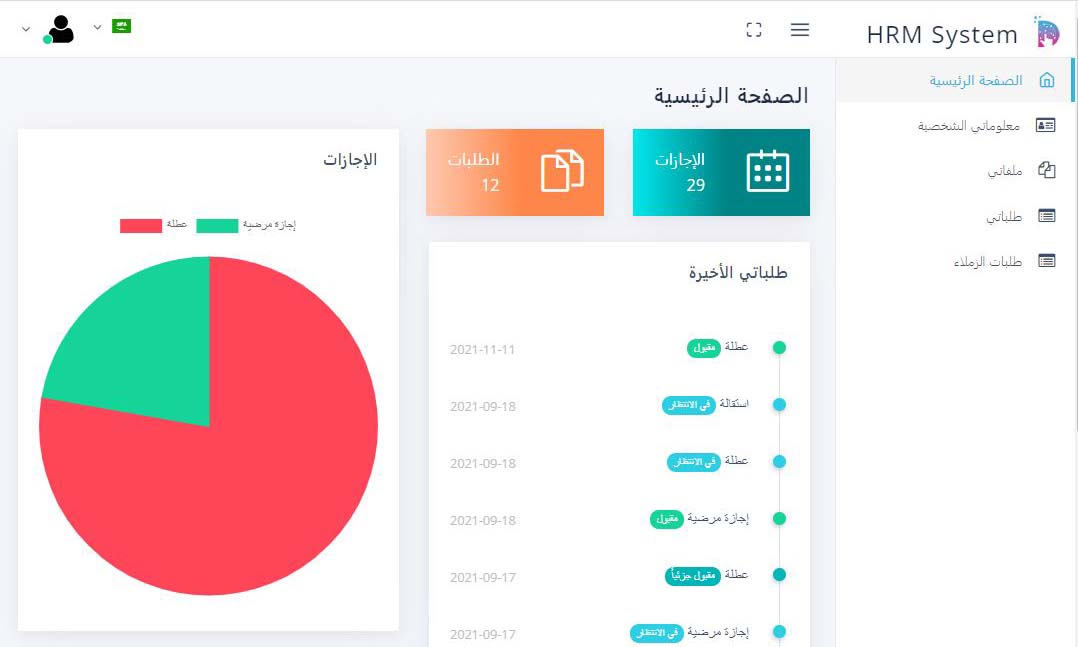 HRM System
الصفحة الرئيسية
معلوماتي الشخصية
ملفاتي
طلباتي
طلبات الزملاء
الصفحة الرئيسية
الإجازات
29
الطلبات
12
طلباتي الأخيرة
عطلة مقبول 2021-11-11
استقالة في الانتظار 2021-09-18
عطلة في الانتظار 2021-09-18
إجازة مرضية مقبول 2021-09-18
عطلة مقبول جزئياً 2021-09-17
إجازة مرضية في الانتظار 2021-09-17
الإجازات
إجازة مرضية عطلة